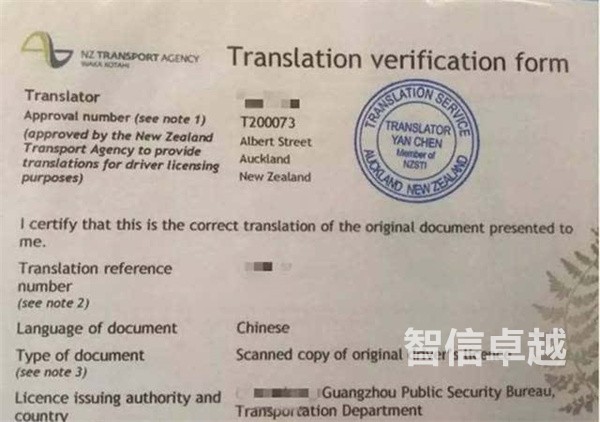 NZ TRANSPORT AGENCY
WAKA KOTAHI
Translation verification form
Translator
Approval number (see note 1)
T200073
(approved by the New Zealand
Albert Street
Transport Agency to provide
Auckland
translations for driver licensing
New Zealand
purposes)
TRANSLATION SERVICE
TRANSLATOR
YAN CHEN
Member of
NZSTI
AUCKLAND NEW ZEALAND
I certify that this is the correct translation of the original document presented to
me.
Translation reference
number
(see note 2)
Language of document
Chinese
Type of document
Scanned copy of original driver's licence
(see note 3)
智信卓越
Licence issuing authority and
Guangzhou Public Security Bureau,
country
Transportation Department